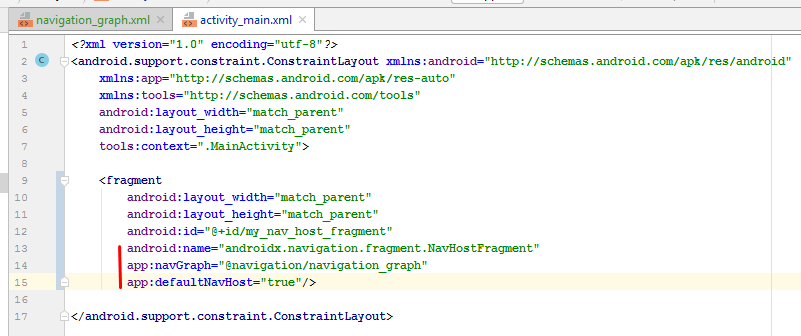 navigation_graph.xml × activity_main.xml ×
1 <?xml version="1.0" encoding="utf-8"?>
2 C <android.support.constraint.ConstraintLayout xmlns:android="http://schemas.android.com/apk/res/android"
3 xmlns:app="http://schemas.android.com/apk/res-auto"
4 xmlns:tools="http://schemas.android.com/tools"
5 android:layout_width="match_parent"
6 android:layout_height="match_parent"
7 tools:context=".MainActivity">
8
9 <fragment
10 android:layout_width="match_parent"
11 android:layout_height="match_parent"
12 android:id="@+id/my_nav_host_fragment"
13 android:name="androidx.navigation.fragment.NavHostFragment"
14 app:navGraph="@navigation/navigation_graph"
15 app:defaultNavHost="true"/>
16
17 </android.support.constraint.ConstraintLayout>